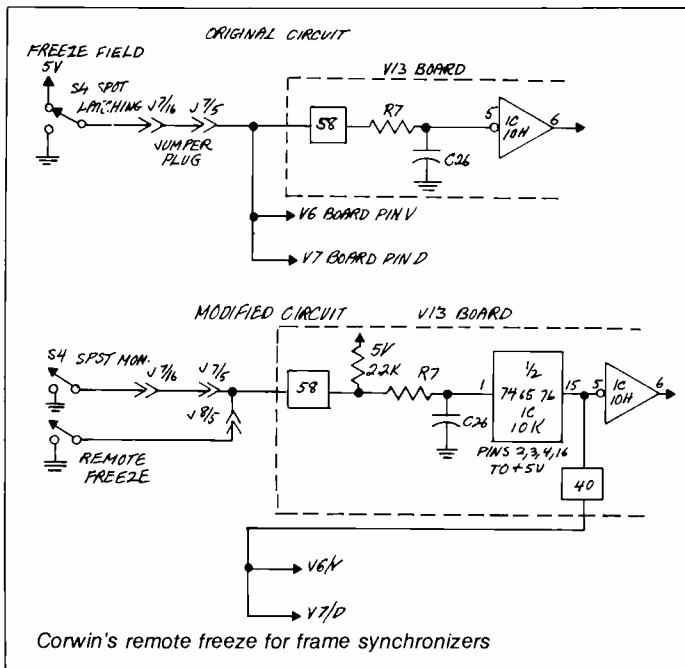 ORIGINAL CIRCUIT
FREEZE FIELD
5V
S4 SPOT
LATCHING
J7/16
J7/5
JUMPER
PLUG
V13 BOARD
58
R7
C26
5
IC
10H
6
V6 BOARD PIN V
V7 BOARD PIN D
MODIFIED CIRCUIT
V13 BOARD
S4 SPST MON.
J7/16
J7/5
J8/5
REMOTE
FREEZE
58
5V
2.2K
R7
C26
1
1/2
74LS76
IC
10K
15
PINS 2,3,4,16
TO +5V
5
IC
10H
6
40
V6/V
V7/D
Corwin's remote freeze for frame synchronizers